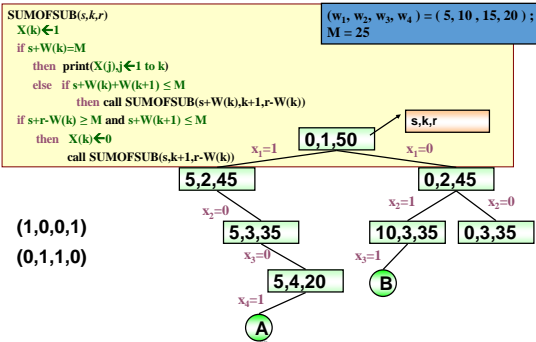 SUMOFSUB(s,k,r)
X(k)←1
if s+W(k)=M
then print(X(j),j←1 to k)
else if s+W(k)+W(k+1) ≤ M
then call SUMOFSUB(s+W(k),k+1,r-W(k))
if s+r-W(k) ≥ M and s+W(k+1) ≤ M
then X(k)←0
call SUMOFSUB(s,k+1,r-W(k))
(w₁, w₂, w₃, w₄ ) = ( 5, 10 , 15, 20 ) ;
M = 25
s,k,r
0,1,50
x₁=1 x₁=0
5,2,45 0,2,45
x₂=0 x₂=1 x₂=0
(1,0,0,1)
5,3,35 10,3,35 0,3,35
(0,1,1,0)
x₃=0 x₃=1
5,4,20 B
x₄=1
A